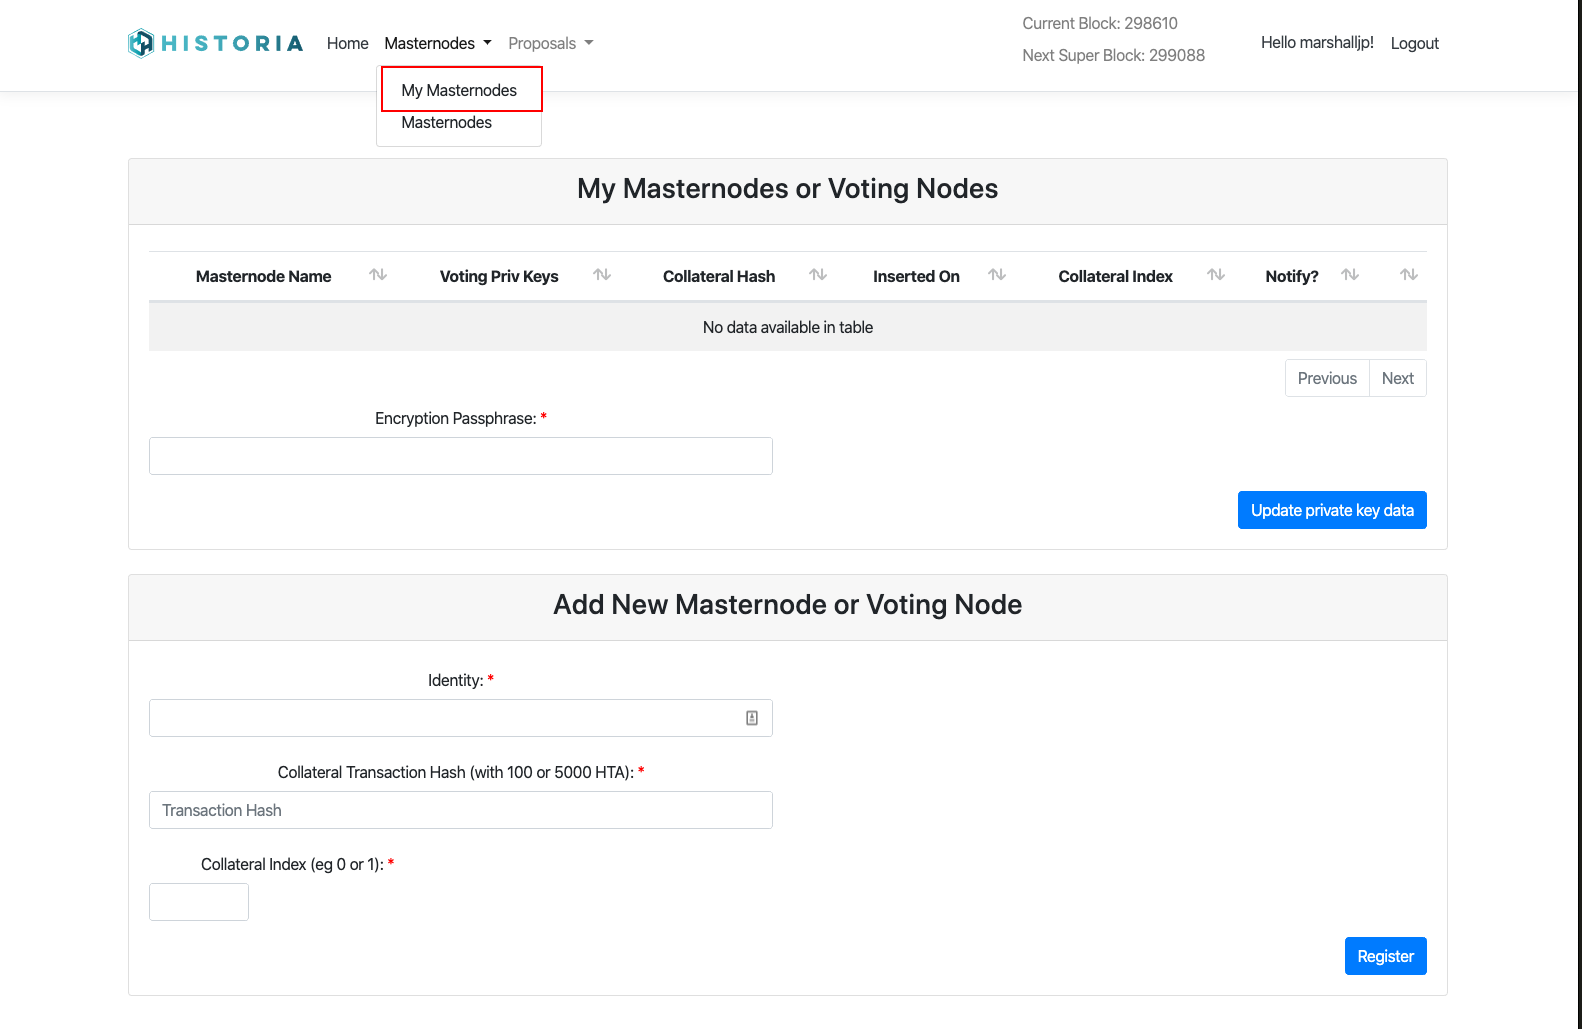 HISTORIA Home Masternodes Proposals
Current Block: 298610
Next Super Block: 299088
Hello marshalljp! Logout
My Masternodes
Masternodes
My Masternodes or Voting Nodes
Masternode Name Voting Priv Keys Collateral Hash Inserted On Collateral Index Notify?
No data available in table
Previous Next
Encryption Passphrase: *
Update private key data
Add New Masternode or Voting Node
Identity: *
Collateral Transaction Hash (with 100 or 5000 HTA): *
Transaction Hash
Collateral Index (eg 0 or 1): *
Register